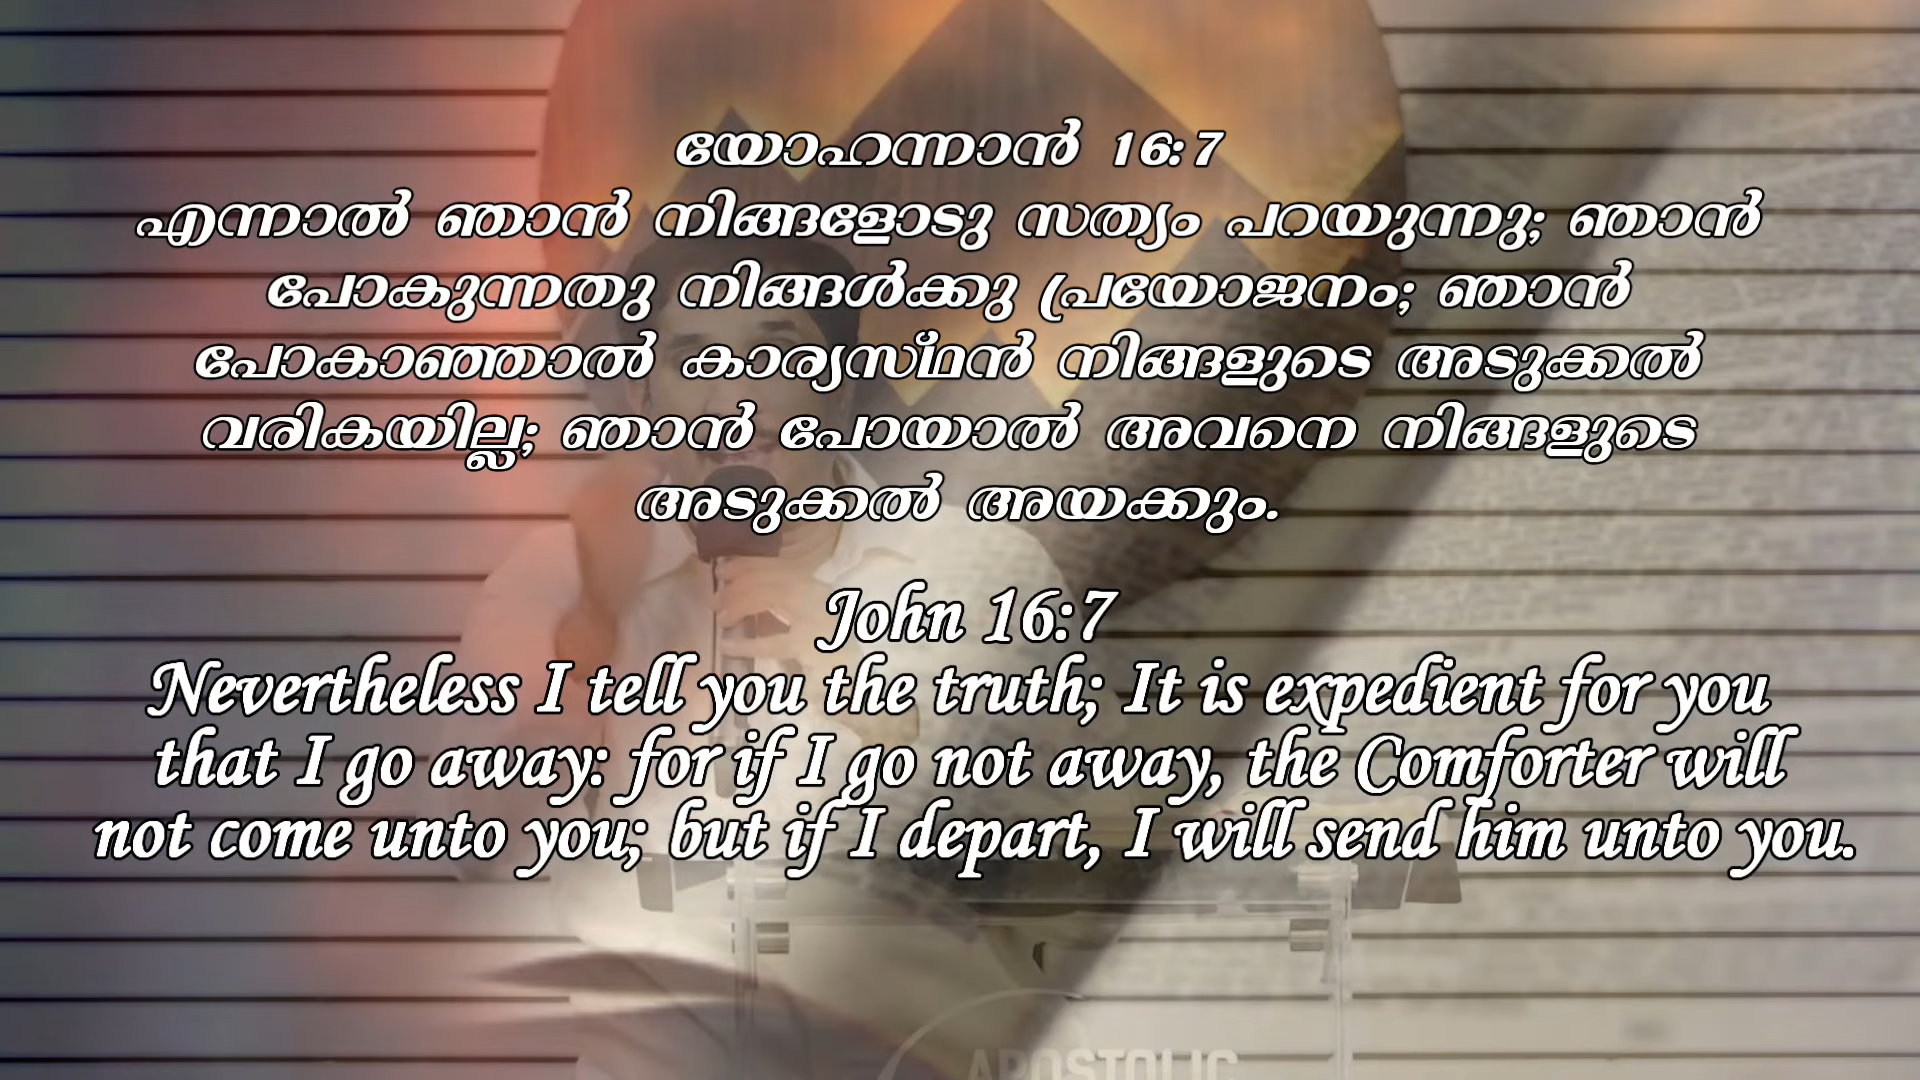 യോഹന്നാൻ 16:7
എന്നാൽ ഞാൻ നിങ്ങളോടു സത്യം പറയുന്നു; ഞാൻ
പോകുന്നതു നിങ്ങൾക്കു പ്രയോജനം; ഞാൻ
പോകാഞ്ഞാൽ കാര്യസ്ഥൻ നിങ്ങളുടെ അടുക്കൽ
വരികയില്ല; ഞാൻ പോയാൽ അവനെ നിങ്ങളുടെ
അടുക്കൽ അയക്കും.
John 16:7
Nevertheless I tell you the truth; It is expedient for you
that I go away: for if I go not away, the Comforter will
not come unto you; but if I depart, I will send him unto you.
APOSTOLIC